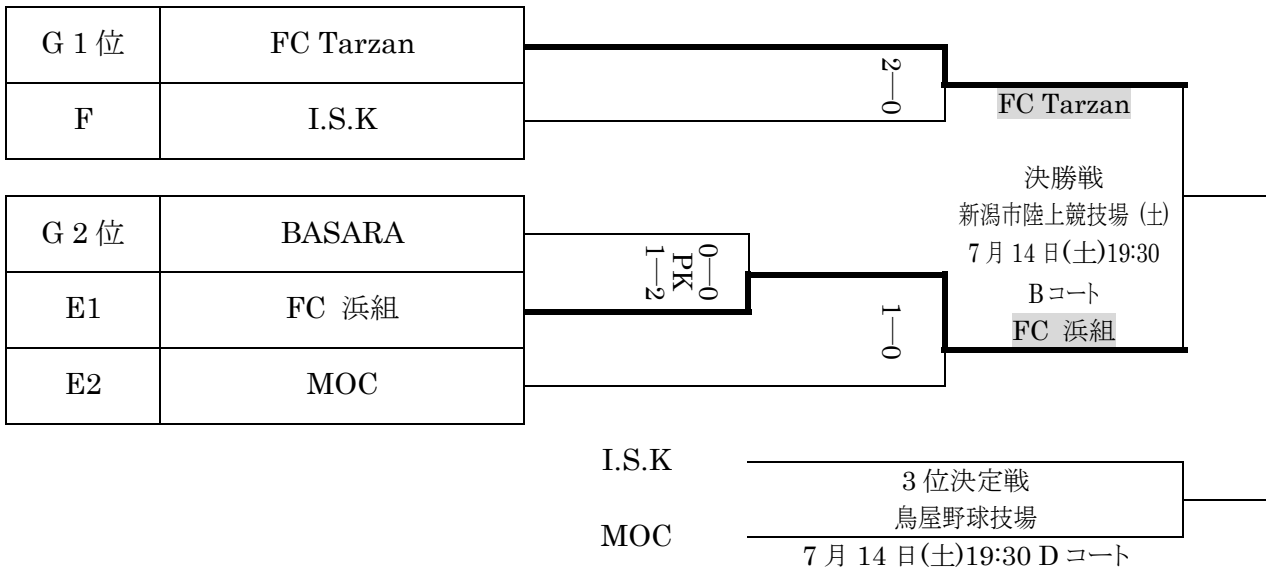 G 1 位 FC Tarzan
F I.S.K
2—0
FC Tarzan
G 2 位 BASARA
E1 FC 浜組
E2 MOC
0—0
PK
1—2
1—0
決勝戦
新潟市陸上競技場 (土)
7 月 14 日(土)19:30
B コート
FC 浜組
I.S.K
MOC
3 位決定戦
鳥屋野球技場
7 月 14 日(土)19:30 D コート